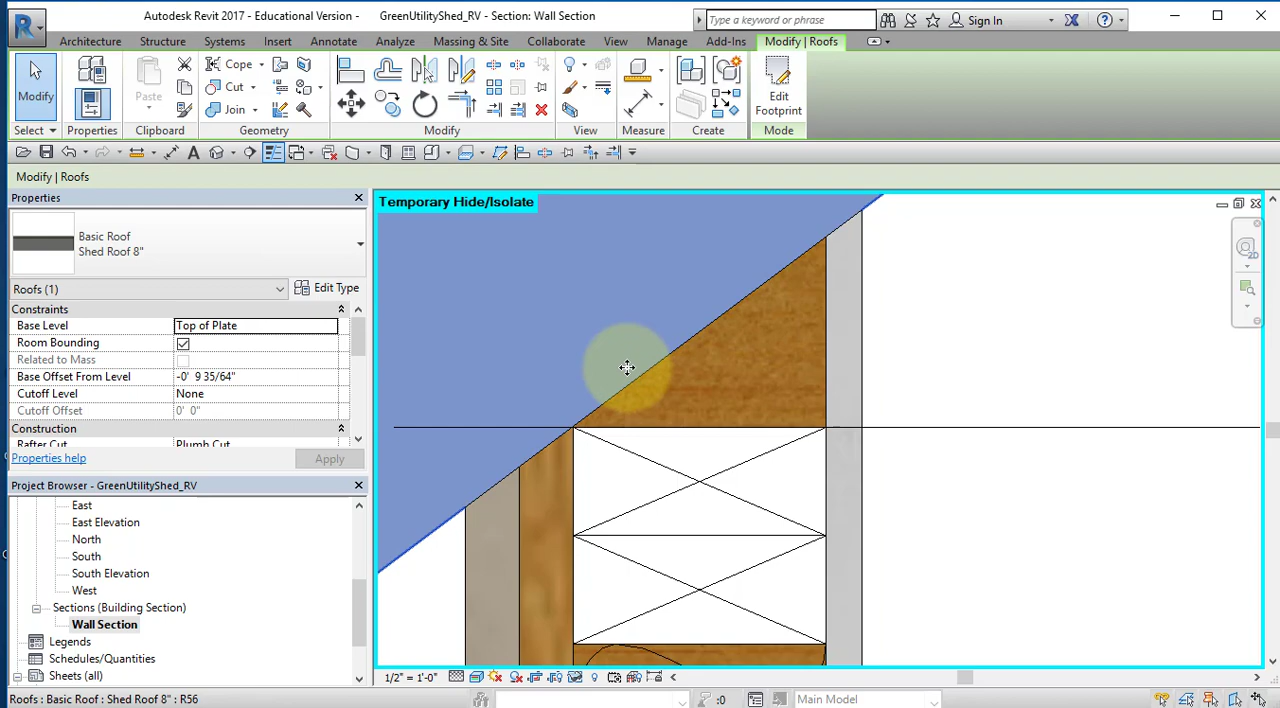 Autodesk Revit 2017 - Educational Version - GreenUtilityShed_RV - Section: Wall Section
Type a keyword or phrase
Sign In
Architecture Structure Systems Insert Annotate Analyze Massing & Site Collaborate View Manage Add-Ins Modify | Roofs
Modify
Paste
Cope
Cut
Join
Edit
Footprint
Select Properties Clipboard Geometry Modify View Measure Create Mode
Modify | Roofs
Properties
Basic Roof
Shed Roof 8"
Roofs (1)
Edit Type
Constraints
Base Level Top of Plate
Room Bounding
Related to Mass
Base Offset From Level -0' 9 35/64"
Cutoff Level None
Cutoff Offset 0' 0"
Construction
Rafter Cut Plumb Cut
Properties help
Apply
Project Browser - GreenUtilityShed_RV
East
East Elevation
North
South
South Elevation
West
Sections (Building Section)
Wall Section
Legends
Schedules/Quantities
Sheets (all)
Temporary Hide/Isolate
2D
1/2" = 1'-0"
Roofs : Basic Roof : Shed Roof 8" : R56
:0
Main Model
:0